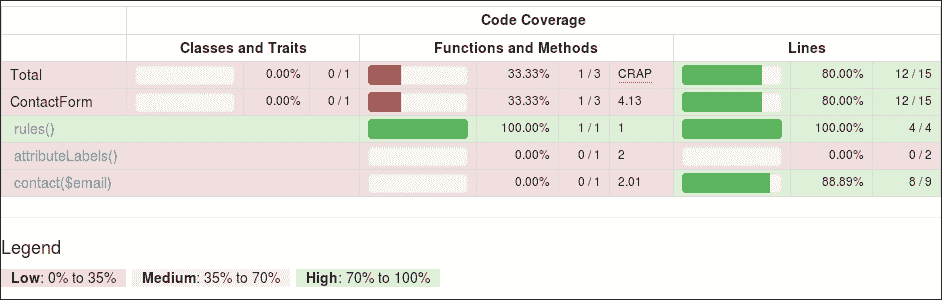 Code Coverage
Classes and Traits Functions and Methods Lines
Total 0.00% 0 / 1 33.33% 1 / 3 CRAP 80.00% 12 / 15
ContactForm 0.00% 0 / 1 33.33% 1 / 3 4.13 80.00% 12 / 15
rules() 100.00% 1 / 1 1 100.00% 4 / 4
attributeLabels() 0.00% 0 / 1 2 0.00% 0 / 2
contact($email) 0.00% 0 / 1 2.01 88.89% 8 / 9
Legend
Low: 0% to 35% Medium: 35% to 70% High: 70% to 100%